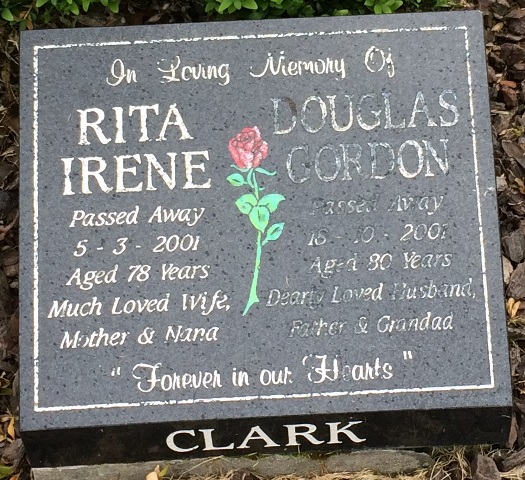 In Loving Memory Of
RITA
IRENE
Passed Away
5 - 3 - 2001
Aged 78 Years
Much Loved Wife,
Mother & Nana
DOUGLAS
GORDON
Passed Away
18 - 10 - 2001
Aged 80 Years
Dearly Loved Husband,
Father & Grandad
" Forever in our Hearts "
CLARK